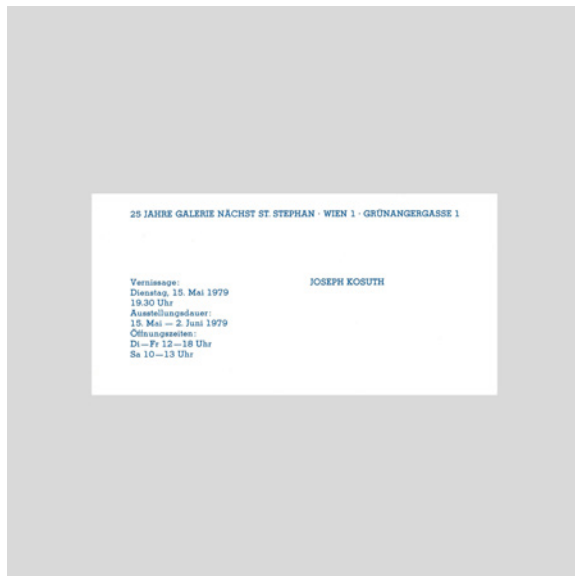 25 JAHRE GALERIE NÄCHST ST. STEPHAN · WIEN 1 · GRÜNANGERGASSE 1
Vernissage:
Dienstag, 15. Mai 1979
19.30 Uhr
Ausstellungsdauer:
15. Mai — 2. Juni 1979
Öffnungszeiten:
Di—Fr 12—18 Uhr
Sa 10—13 Uhr
JOSEPH KOSUTH